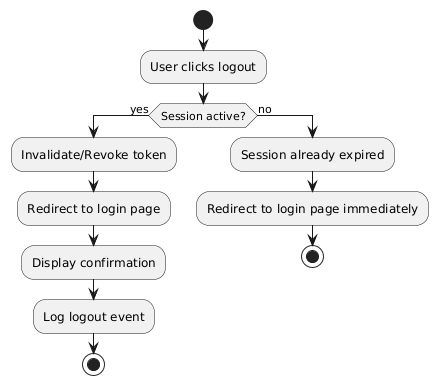 User clicks logout
Session active?
yes
no
Invalidate/Revoke token
Session already expired
Redirect to login page
Redirect to login page immediately
Display confirmation
Log logout event